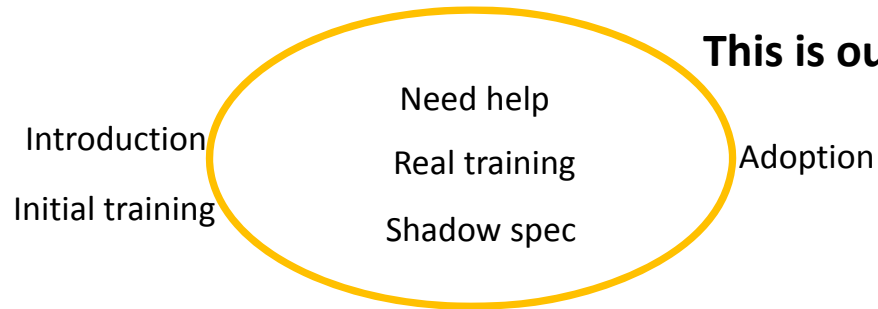 This is ou
Need help
Introduction
Real training
Adoption
Initial training
Shadow spec